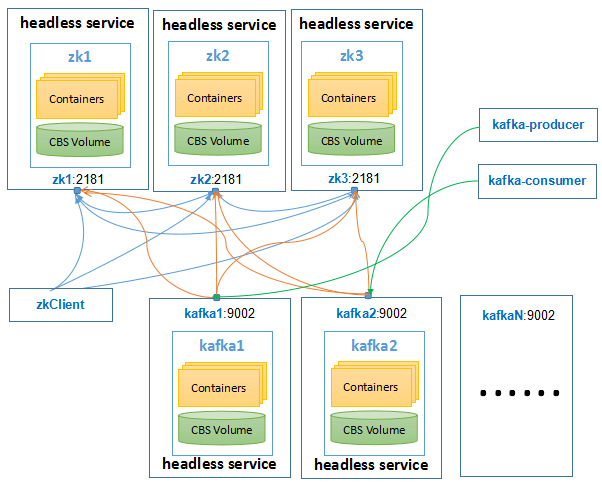 headless service
zk1
Containers
CBS Volume
zk1:2181
headless service
zk2
Containers
CBS Volume
zk2:2181
headless service
zk3
Containers
CBS Volume
zk3:2181
kafka-producer
kafka-consumer
zkClient
kafka1:9002
kafka1
Containers
CBS Volume
headless service
kafka2:9002
kafka2
Containers
CBS Volume
headless service
kafkaN:9002
......